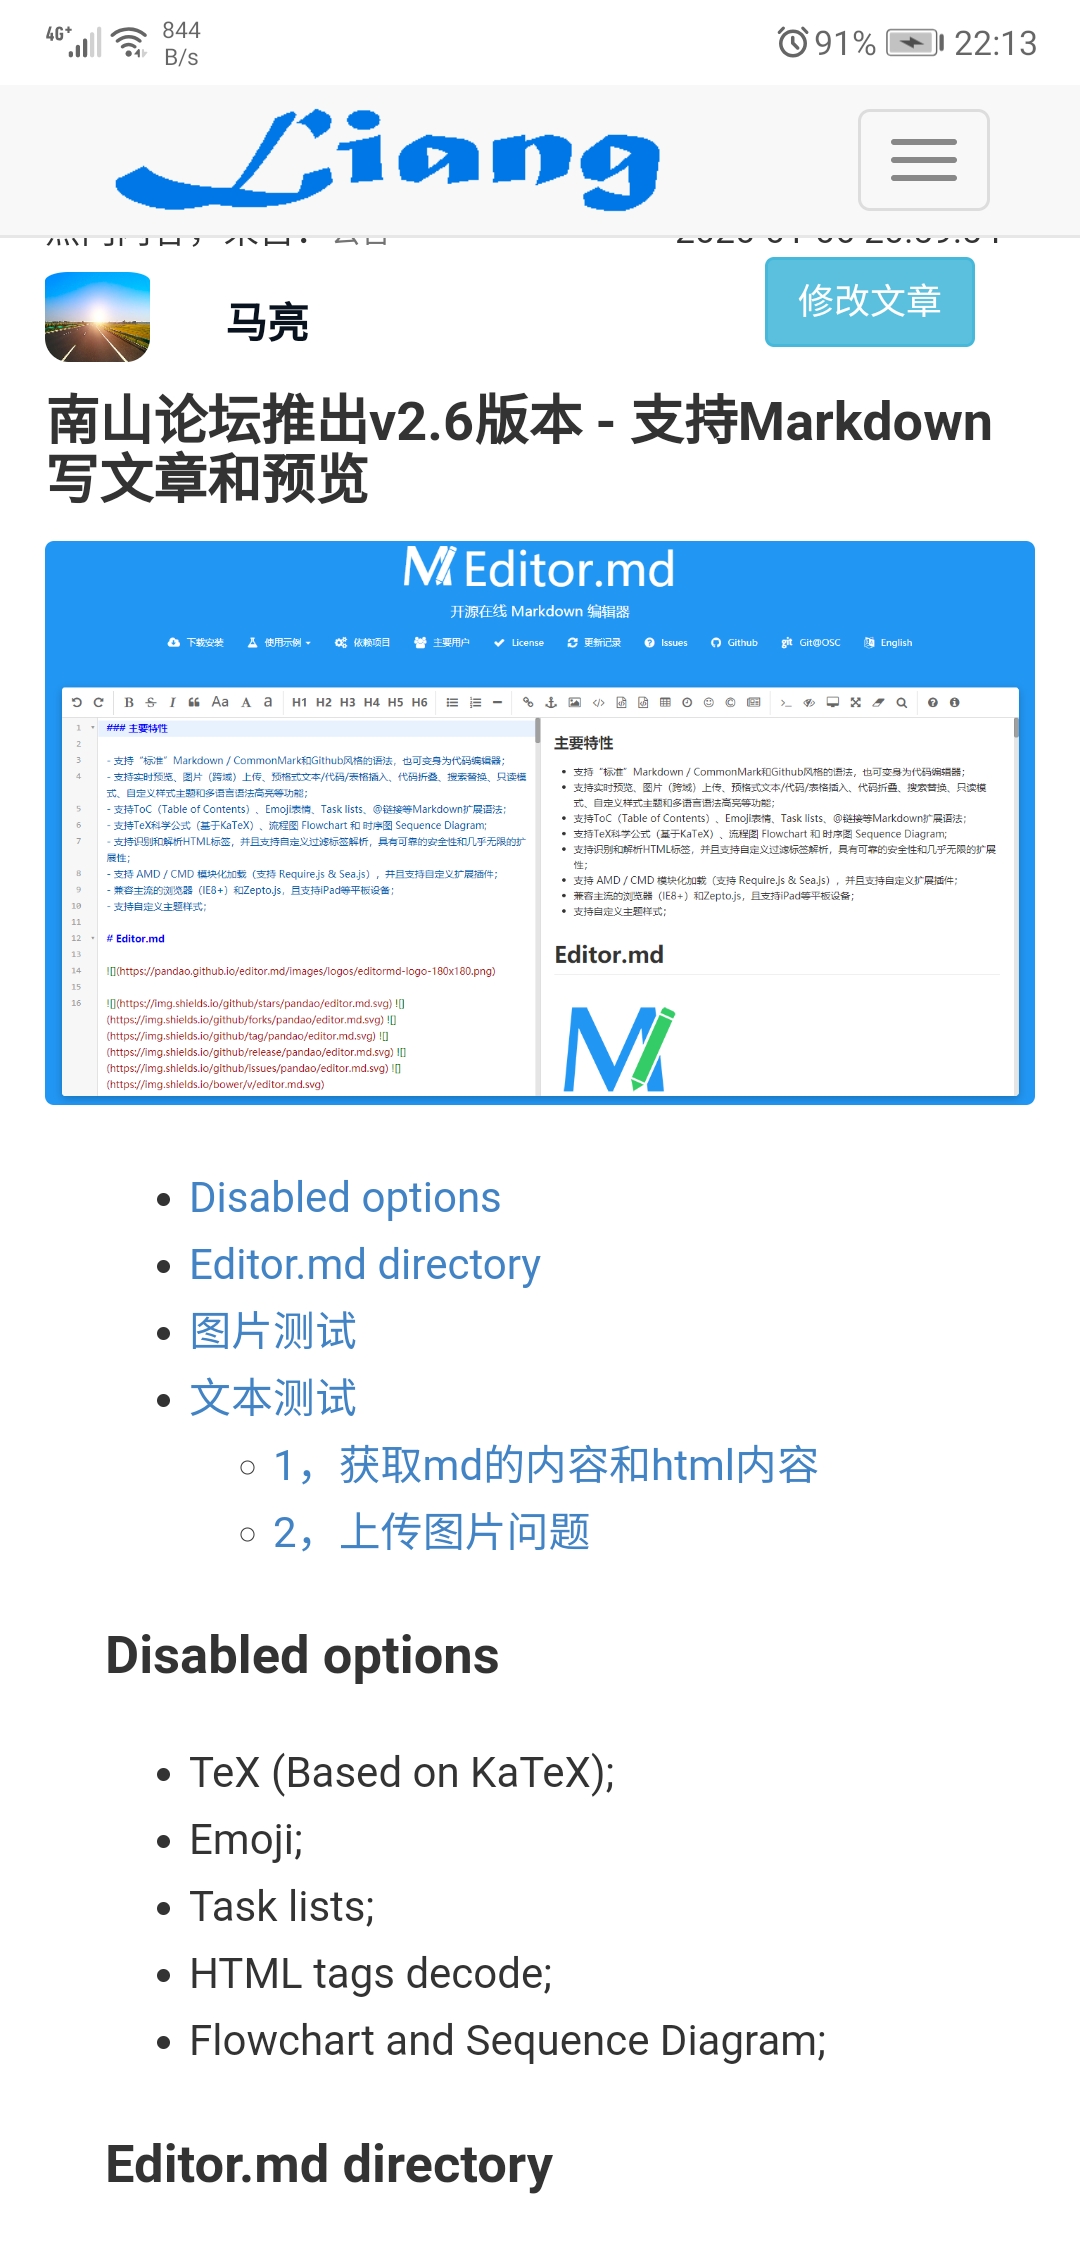 4G+
844
B/s
91%
22:13
Liang
马亮
修改文章
南山论坛推出v2.6版本 - 支持Markdown
写文章和预览
Editor.md
开源在线 Markdown 编辑器
下载安装 使用示例 依赖项目 主要用户 License 更新记录 Issues Github Git@OSC English
B S I Aa A a H1 H2 H3 H4 H5 H6
1 ### 主要特性
2
3 - 支持“标准”Markdown / CommonMark和Github风格的语法，也可变身为代码编辑器；
4 - 支持实时预览、图片（跨域）上传、预格式文本/代码/表格插入、代码折叠、搜索替换、只读模
式、自定义样式主题和多语言语法高亮等功能；
5 - 支持ToC（Table of Contents）、Emoji表情、Task lists、@链接等Markdown扩展语法；
6 - 支持TeX科学公式（基于KaTeX）、流程图 Flowchart 和 时序图 Sequence Diagram;
7 - 支持识别和解析HTML标签，并且支持自定义过滤标签解析，具有可靠的安全性和几乎无限的扩
展性；
8 - 支持 AMD / CMD 模块化加载（支持 Require.js & Sea.js），并且支持自定义扩展插件；
9 - 兼容主流的浏览器（IE8+）和Zepto.js，且支持iPad等平板设备；
10 - 支持自定义主题样式；
11
12 # Editor.md
13
14 ![](https://pandao.github.io/editor.md/images/logos/editormd-logo-180x180.png)
15
16 ![](https://img.shields.io/github/stars/pandao/editor.md.svg) ![]
(https://img.shields.io/github/forks/pandao/editor.md.svg) ![]
(https://img.shields.io/github/tag/pandao/editor.md.svg) ![]
(https://img.shields.io/github/release/pandao/editor.md.svg) ![]
(https://img.shields.io/github/issues/pandao/editor.md.svg) ![]
(https://img.shields.io/bower/v/editor.md.svg)
主要特性
支持“标准”Markdown / CommonMark和Github风格的语法，也可变身为代码编辑器；
支持实时预览、图片（跨域）上传、预格式文本/代码/表格插入、代码折叠、搜索替换、只读模
式、自定义样式主题和多语言语法高亮等功能；
支持ToC（Table of Contents）、Emoji表情、Task lists、@链接等Markdown扩展语法；
支持TeX科学公式（基于KaTeX）、流程图 Flowchart 和 时序图 Sequence Diagram;
支持识别和解析HTML标签，并且支持自定义过滤标签解析，具有可靠的安全性和几乎无限的扩展
性；
支持 AMD / CMD 模块化加载（支持 Require.js & Sea.js），并且支持自定义扩展插件；
兼容主流的浏览器（IE8+）和Zepto.js，且支持iPad等平板设备；
支持自定义主题样式；
Editor.md
Disabled options
Editor.md directory
图片测试
文本测试
1，获取md的内容和html内容
2，上传图片问题
Disabled options
TeX (Based on KaTeX);
Emoji;
Task lists;
HTML tags decode;
Flowchart and Sequence Diagram;
Editor.md directory